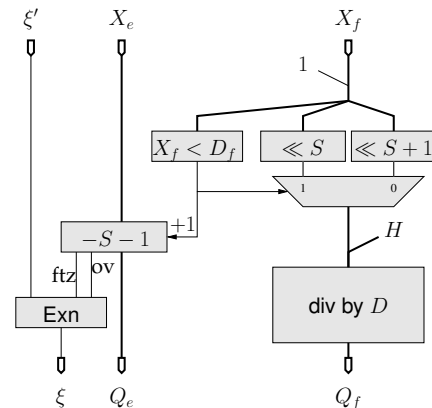 ξ′ X_e X_f
1
X_f < D_f ≪ S ≪ S + 1
1 0
+1
−S − 1
H
ftz ov
Exn
div by D
ξ Q_e Q_f